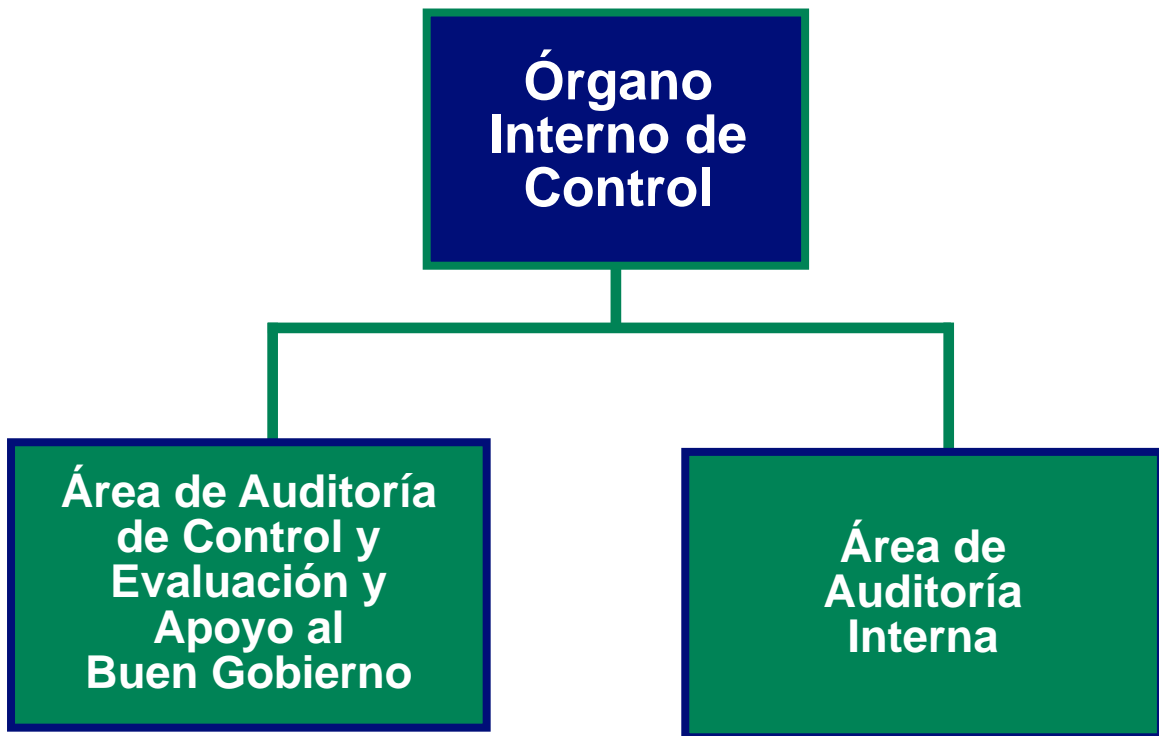 Órgano
Interno de
Control
Área de Auditoría
de Control y
Evaluación y
Apoyo al
Buen Gobierno
Área de
Auditoría
Interna